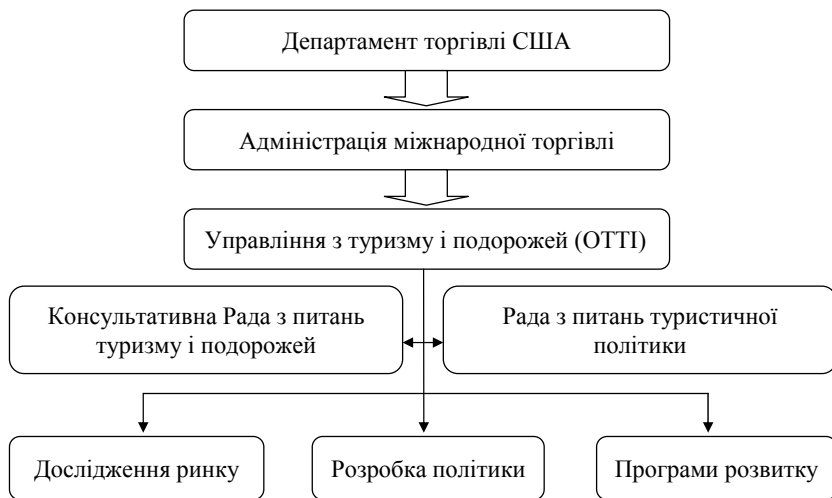 Департамент торгівлі США
Адміністрація міжнародної торгівлі
Управління з туризму і подорожей (ОТТІ)
Консультативна Рада з питань
туризму і подорожей
Рада з питань туристичної
політики
Дослідження ринку
Розробка політики
Програми розвитку